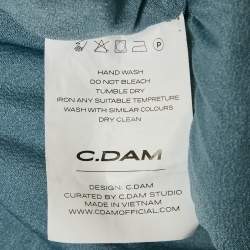 P
HAND WASH
DO NOT BLEACH
TUMBLE DRY
IRON ANY SUITABLE TEMPRETURE
WASH WITH SIMILAR COLOURS
DRY CLEAN
C.DAM
DESIGN: C.DAM
CURATED BY C.DAM STUDIO
MADE IN VIETNAM
WWW.CDAMOFFICIAL.COM